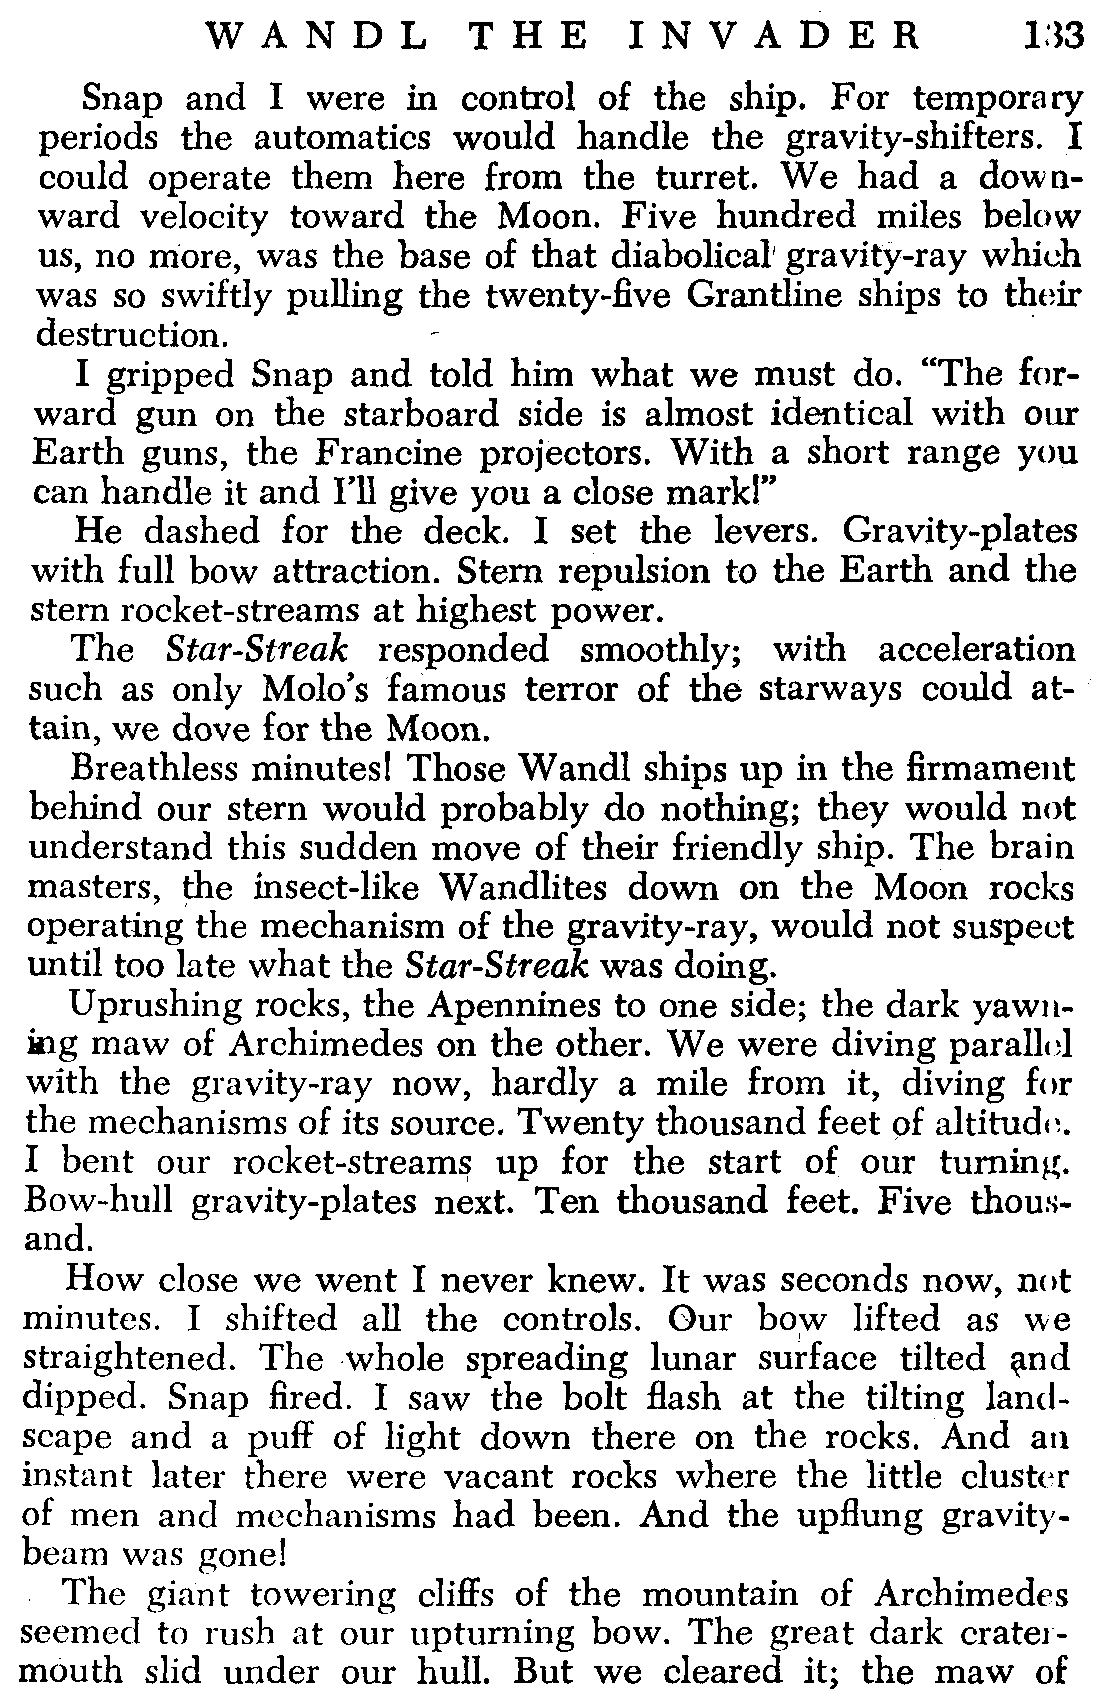 WANDL THE INVADER 133
Snap and I were in control of the ship. For temporary
periods the automatics would handle the gravity-shifters. I
could operate them here from the turret. We had a down-
ward velocity toward the Moon. Five hundred miles below
us, no more, was the base of that diabolical gravity-ray which
was so swiftly pulling the twenty-five Grantline ships to their
destruction.
I gripped Snap and told him what we must do. “The for-
ward gun on the starboard side is almost identical with our
Earth guns, the Francine projectors. With a short range you
can handle it and I’ll give you a close mark!”
He dashed for the deck. I set the levers. Gravity-plates
with full bow attraction. Stern repulsion to the Earth and the
stern rocket-streams at highest power.
The Star-Streak responded smoothly; with acceleration
such as only Molo’s famous terror of the starways could at-
tain, we dove for the Moon.
Breathless minutes! Those Wandl ships up in the firmament
behind our stern would probably do nothing; they would not
understand this sudden move of their friendly ship. The brain
masters, the insect-like Wandlites down on the Moon rocks
operating the mechanism of the gravity-ray, would not suspect
until too late what the Star-Streak was doing.
Uprushing rocks, the Apennines to one side; the dark yawn-
ing maw of Archimedes on the other. We were diving parallel
with the gravity-ray now, hardly a mile from it, diving for
the mechanisms of its source. Twenty thousand feet of altitude.
I bent our rocket-streams up for the start of our turning.
Bow-hull gravity-plates next. Ten thousand feet. Five thous-
and.
How close we went I never knew. It was seconds now, not
minutes. I shifted all the controls. Our bow lifted as we
straightened. The whole spreading lunar surface tilted and
dipped. Snap fired. I saw the bolt flash at the tilting land-
scape and a puff of light down there on the rocks. And an
instant later there were vacant rocks where the little cluster
of men and mechanisms had been. And the upflung gravity-
beam was gone!
The giant towering cliffs of the mountain of Archimedes
seemed to rush at our upturning bow. The great dark crater-
mouth slid under our hull. But we cleared it; the maw of